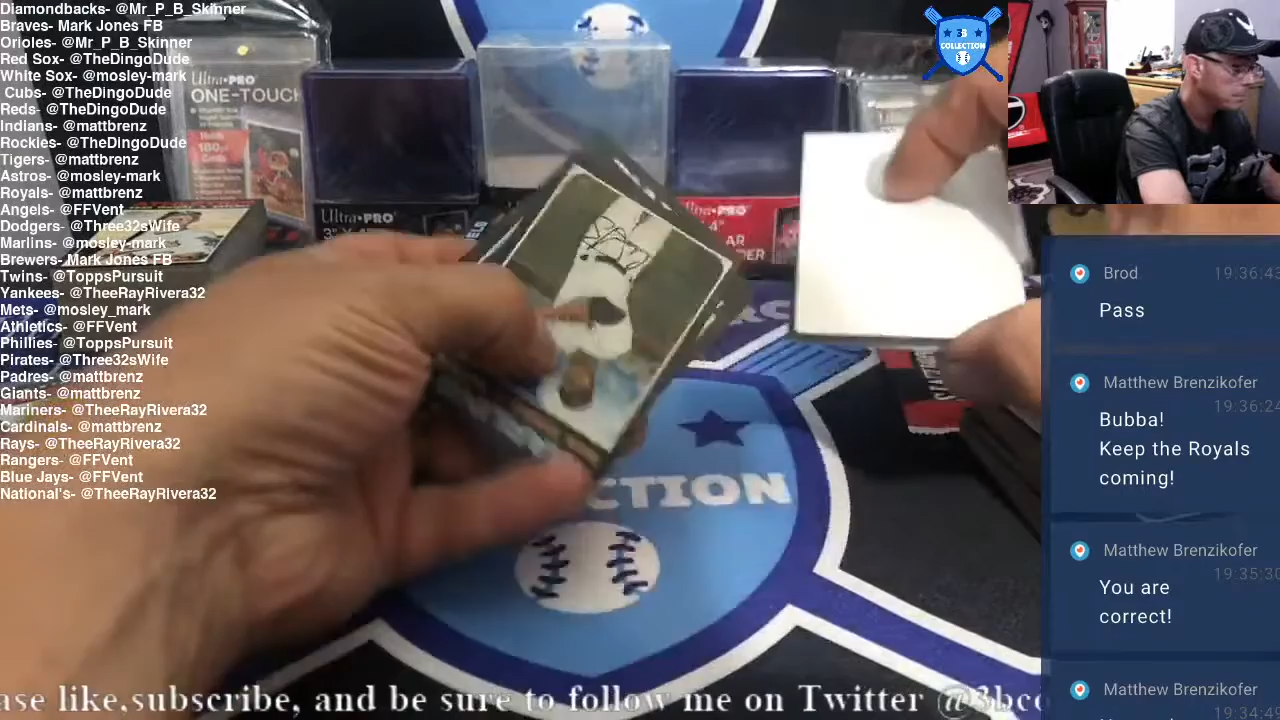 Diamondbacks- @Mr_P_B_Skinner
Braves- Mark Jones FB
Orioles- @Mr_P_B_Skinner
Red Sox- @TheDingoDude
White Sox- @mosley-mark
Cubs- @TheDingoDude
Reds- @TheDingoDude
Indians- @mattbrenz
Rockies- @TheDingoDude
Tigers- @mattbrenz
Astros- @mosley-mark
Royals- @mattbrenz
Angels- @FFVent
Dodgers- @Three32sWife
Marlins- @mosley-mark
Brewers- Mark Jones FB
Twins- @ToppsPursuit
Yankees- @TheeRayRivera32
Mets- @mosley_mark
Athletics- @FFVent
Phillies- @ToppsPursuit
Pirates- @Three32sWife
Padres- @mattbrenz
Giants- @mattbrenz
Mariners- @TheeRayRivera32
Cardinals- @mattbrenz
Rays- @TheeRayRivera32
Rangers- @FFVent
Blue Jays- @FFVent
National's- @TheeRayRivera32
Ultra•PRO
ONE-TOUCH
180pt
Ultra•PRO
3B
COLLECTION
CTION
Brod
19:36:43
Pass
Matthew Brenzikofer
19:36:24
Bubba!
Keep the Royals
coming!
Matthew Brenzikofer
19:35:30
You are
correct!
Matthew Brenzikofer
19:34:49
ase like,subscribe, and be sure to follow me on Twitter @3bco